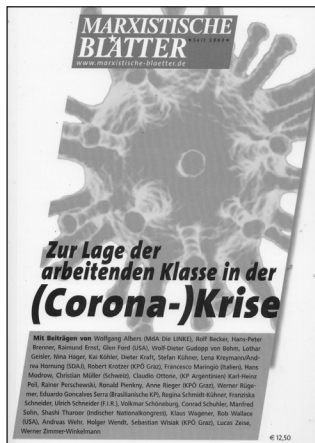 MARXISTISCHE
BLÄTTER
www.marxistische-blaetter.de
Zur Lage der
arbeitenden Klasse in der
(Corona-)Krise
Mit Beiträgen von Wolfgang Albers (MdA Die LINKE), Rolf Becker, Hans-Peter
Brenner, Raimund Ernst, Glen Ford (USA), Wolf-Dieter Gudopp von Behm, Lothar
Geisler, Nina Hager, Kai Köhler, Dieter Kraft, Stefan Kühner, Lena Kreymann/And-
rea Hornung (SDAJ), Robert Krotzer (KPÖ Graz), Francesco Maringiò (Italien), Hans
Modrow, Christian Müller (Schweiz), Claudio Ottone, (KP Argentinien) Karl-Heinz
Peil, Rainer Perschewski, Ronald Pienkny, Anne Rieger (KPÖ Graz), Werner Rüge-
mer, Eduardo Goncalves Serra (Brasilianische KP), Regina Schmidt-Kühner, Franziska
Schneider, Ulrich Schneider (F.I.R.), Volkmar Schöneburg, Conrad Schuhler, Manfred
Sohn, Shashi Tharoor (Indischer Nationalkongress), Klaus Wagener, Rob Wallace
(USA), Andreas Wehr, Holger Wendt, Sebastian Wisiak (KPÖ Graz), Lucas Zeise,
Werner Zimmer-Winkelmann
€ 12,50